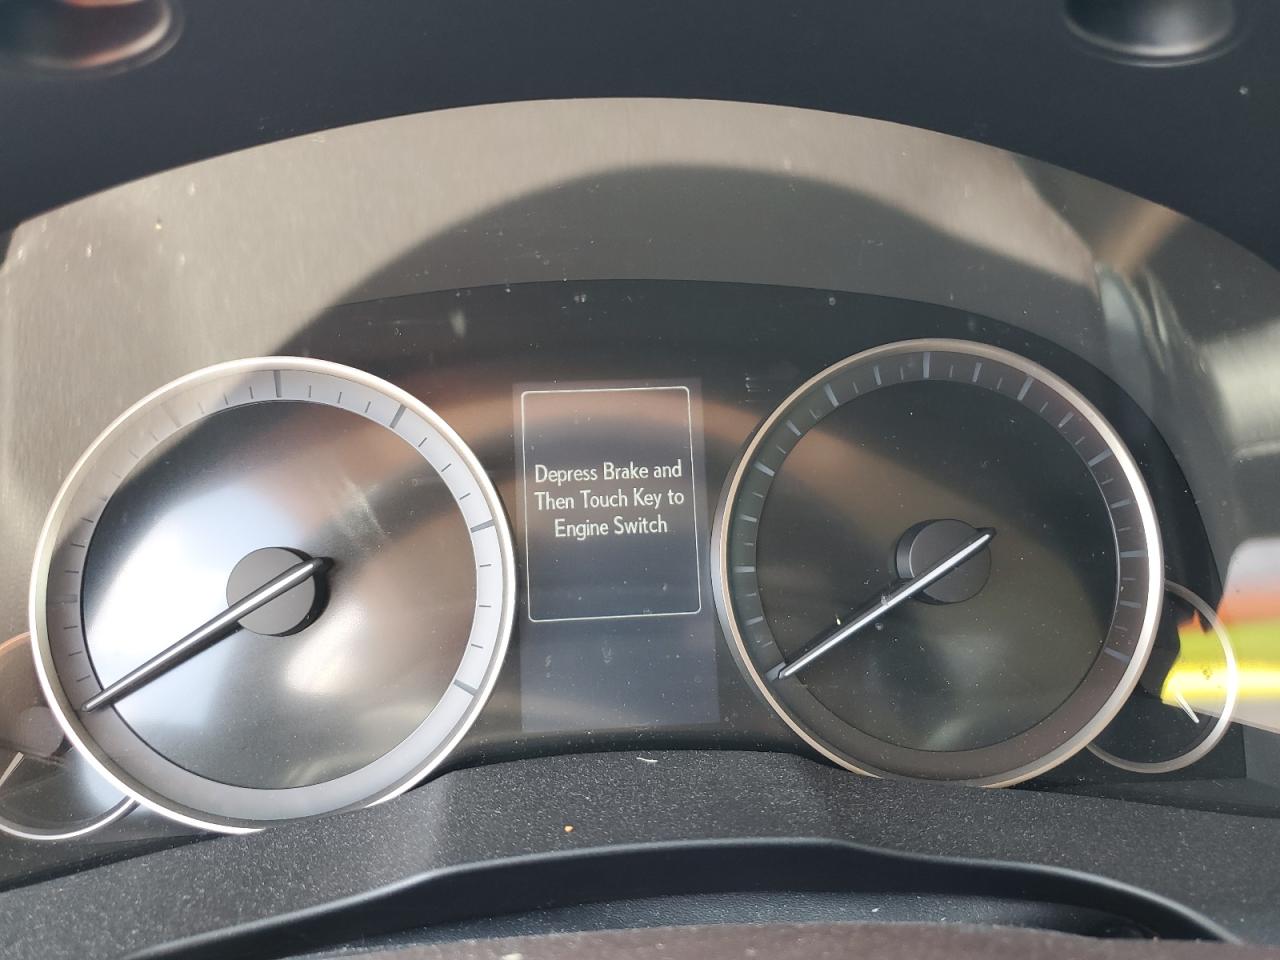 Depress Brake and
Then Touch Key to
Engine Switch